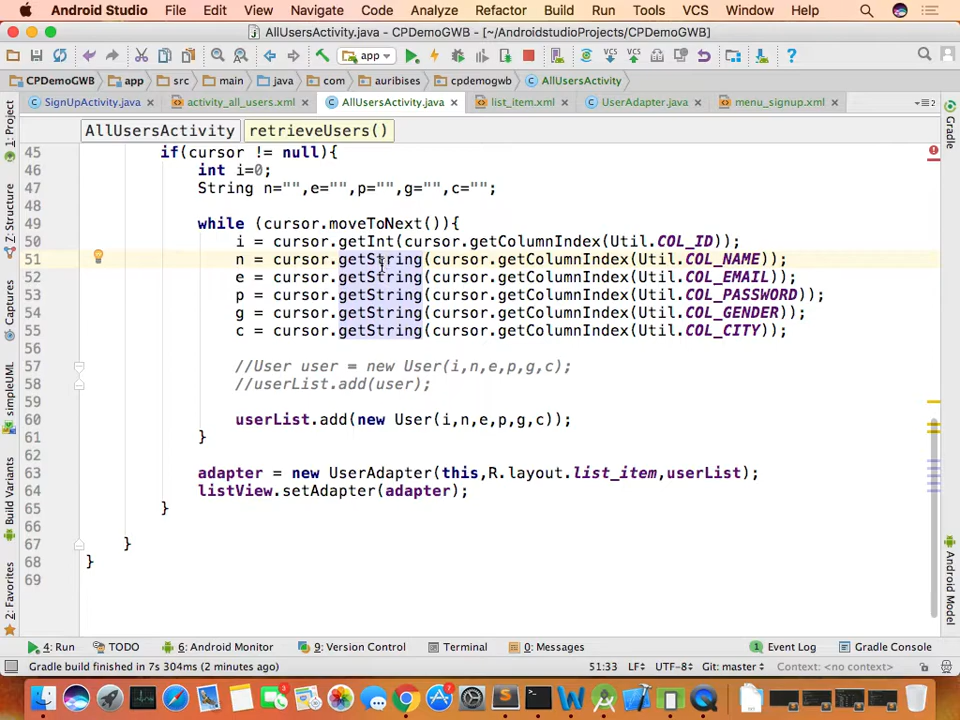 Android Studio File Edit View Navigate Code Analyze Refactor Build Run Tools VCS Window Help
AllUsersActivity.java - CPDemoGWB - [~/AndroidstudioProjects/CPDemoGWB]
app
CPDemoGWB app src main java com auribises cpdemogwb AllUsersActivity
SignUpActivity.java activity_all_users.xml AllUsersActivity.java list_item.xml UserAdapter.java menu_signup.xml
AllUsersActivity retrieveUsers()
45 if(cursor != null){
46 int i=0;
47 String n="",e="",p="",g="",c="";
48
49 while (cursor.moveToNext()){
50 i = cursor.getInt(cursor.getColumnIndex(Util.COL_ID));
51 n = cursor.getString(cursor.getColumnIndex(Util.COL_NAME));
52 e = cursor.getString(cursor.getColumnIndex(Util.COL_EMAIL));
53 p = cursor.getString(cursor.getColumnIndex(Util.COL_PASSWORD));
54 g = cursor.getString(cursor.getColumnIndex(Util.COL_GENDER));
55 c = cursor.getString(cursor.getColumnIndex(Util.COL_CITY));
56
57 //User user = new User(i,n,e,p,g,c);
58 //userList.add(user);
59
60 userList.add(new User(i,n,e,p,g,c));
61 }
62
63 adapter = new UserAdapter(this,R.layout.list_item,userList);
64 listView.setAdapter(adapter);
65 }
66
67 }
68 }
69
1: Project
7: Structure
Captures
simpleUML
Build Variants
2: Favorites
Gradle
Android Model
4: Run TODO 6: Android Monitor 9: Version Control Terminal 0: Messages Event Log Gradle Console
Gradle build finished in 7s 304ms (2 minutes ago) 51:33 LF÷ UTF-8÷ Git: master÷ Context: <no context>